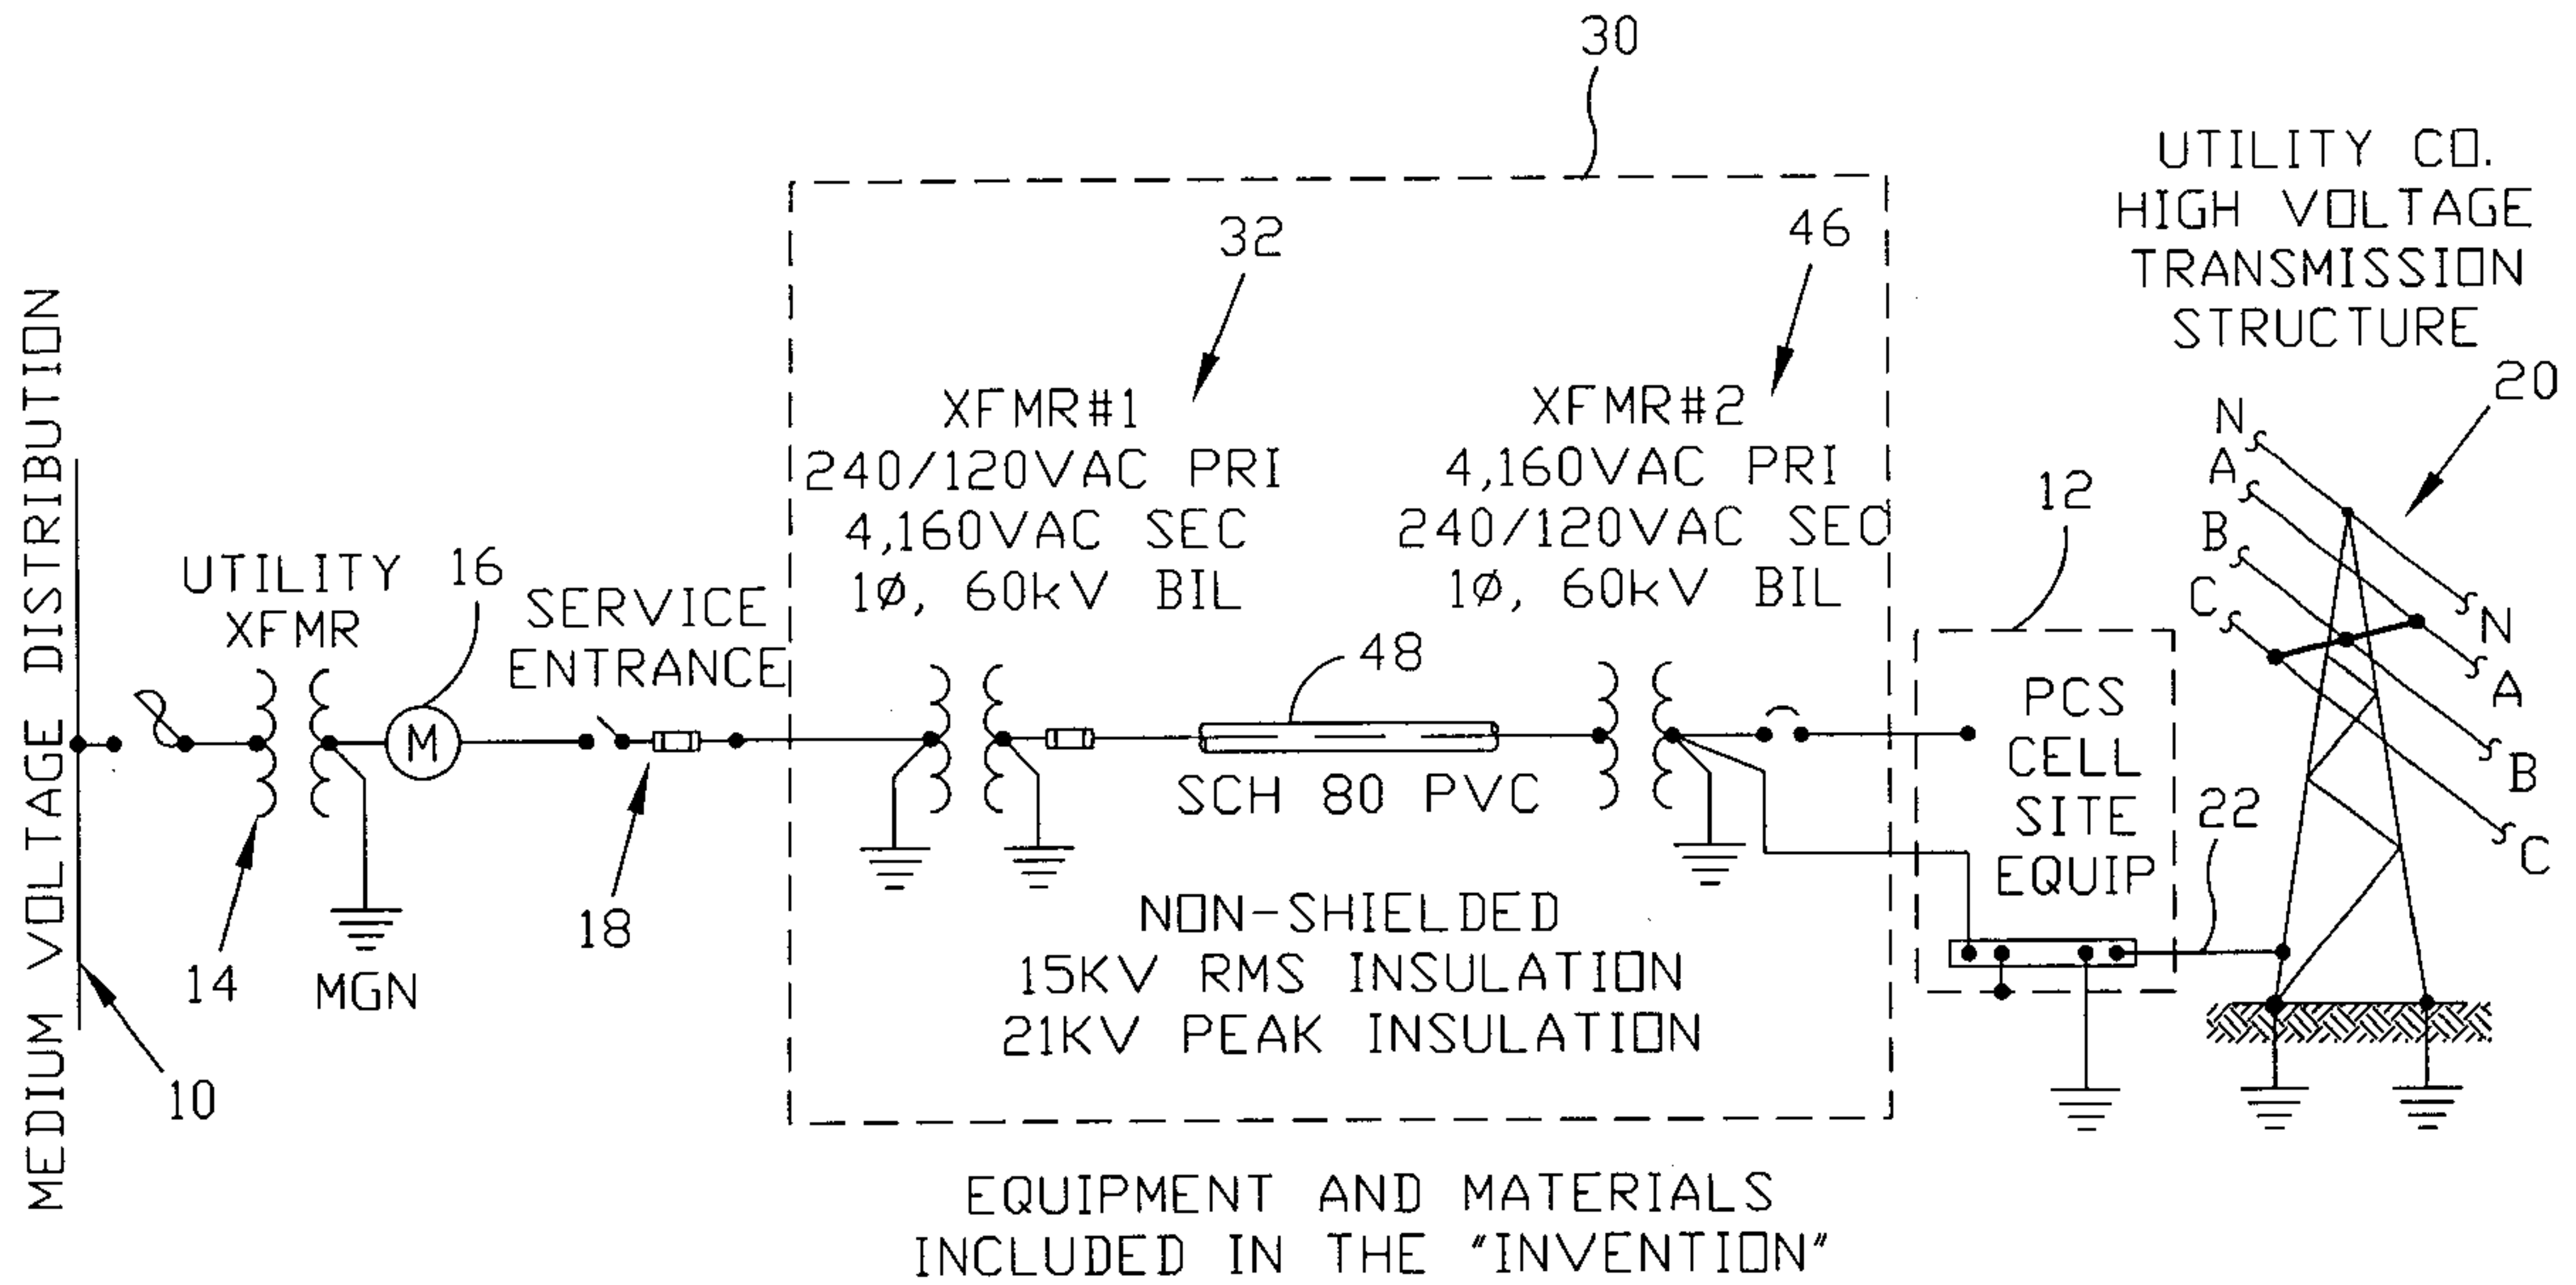 30
UTILITY CO.
HIGH VOLTAGE
TRANSMISSION
STRUCTURE
20
32
46
MEDIUM VOLTAGE DISTRIBUTION
10
UTILITY
XFMR
14
MGN
16
M
SERVICE
ENTRANCE
18
XFMR#1
240/120VAC PRI
4,160VAC SEC
1Ø, 60kV BIL
XFMR#2
4,160VAC PRI
240/120VAC SEC
1Ø, 60kV BIL
48
SCH 80 PVC
NON-SHIELDED
15KV RMS INSULATION
21KV PEAK INSULATION
12
PCS
CELL
SITE
EQUIP
22
N
A
B
C
N
A
B
C
EQUIPMENT AND MATERIALS
INCLUDED IN THE "INVENTION"